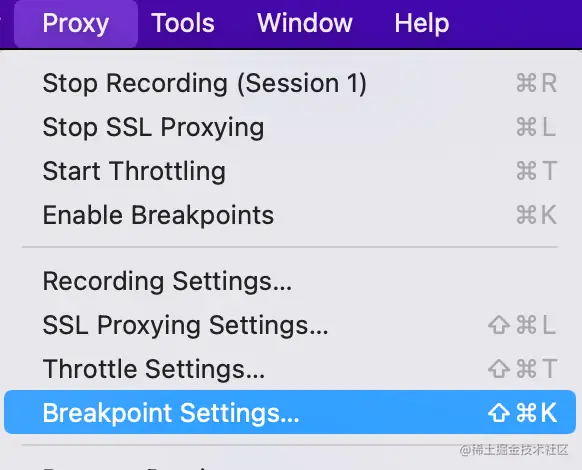 Proxy Tools Window Help
Stop Recording (Session 1) ⌘R
Stop SSL Proxying ⌘L
Start Throttling ⌘T
Enable Breakpoints ⌘K
Recording Settings...
SSL Proxying Settings... ⇧⌘L
Throttle Settings... ⇧⌘T
Breakpoint Settings... ⇧⌘K
@稀土掘金技术社区